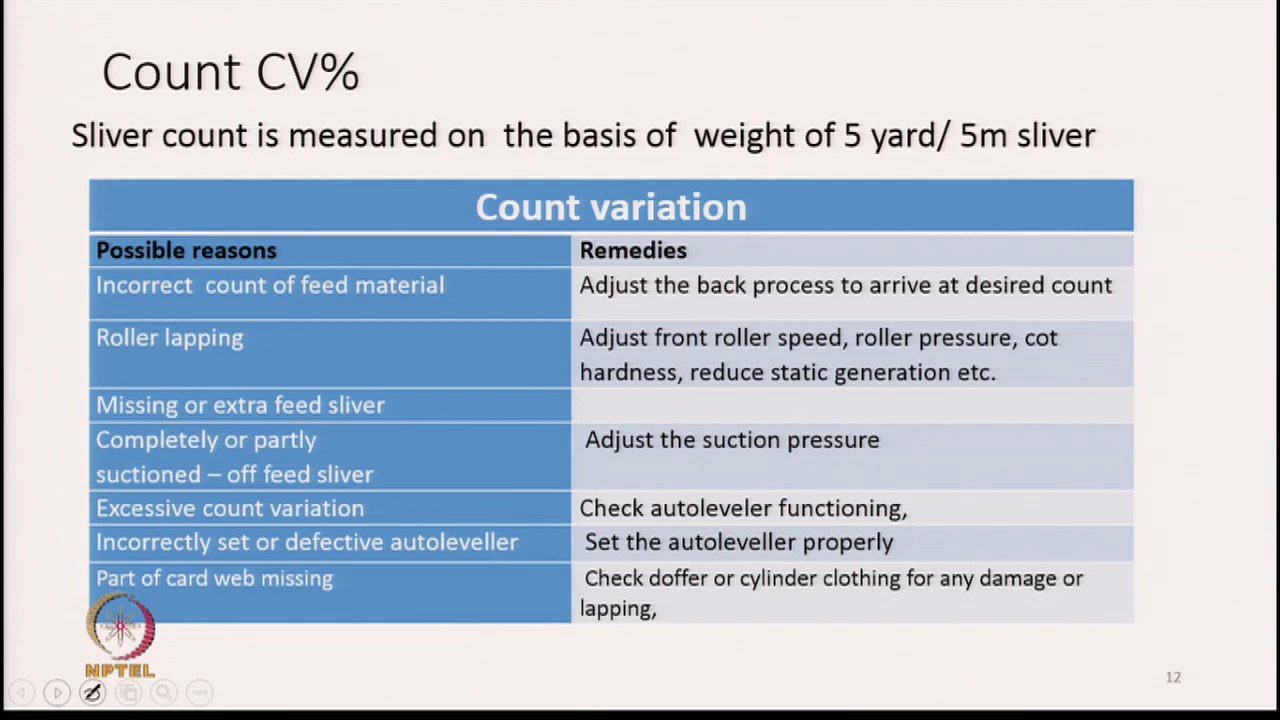 Count CV%
Sliver count is measured on the basis of weight of 5 yard/ 5m sliver
Count variation
Possible reasons
Remedies
Incorrect count of feed material
Adjust the back process to arrive at desired count
Roller lapping
Adjust front roller speed, roller pressure, cot
hardness, reduce static generation etc.
Missing or extra feed sliver
Completely or partly
suctioned – off feed sliver
Adjust the suction pressure
Excessive count variation
Check autoleveler functioning,
Incorrectly set or defective autoleveller
Set the autoleveller properly
Part of card web missing
Check doffer or cylinder clothing for any damage or
lapping,
NPTEL
12